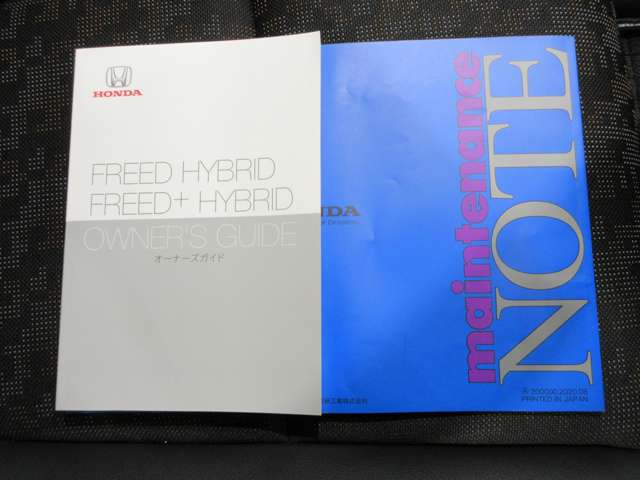 HONDA
FREED HYBRID
FREED+ HYBRID
OWNER'S GUIDE
オーナーズガイド
NDA
maintenance
NOTE
PRINTED IN JAPAN